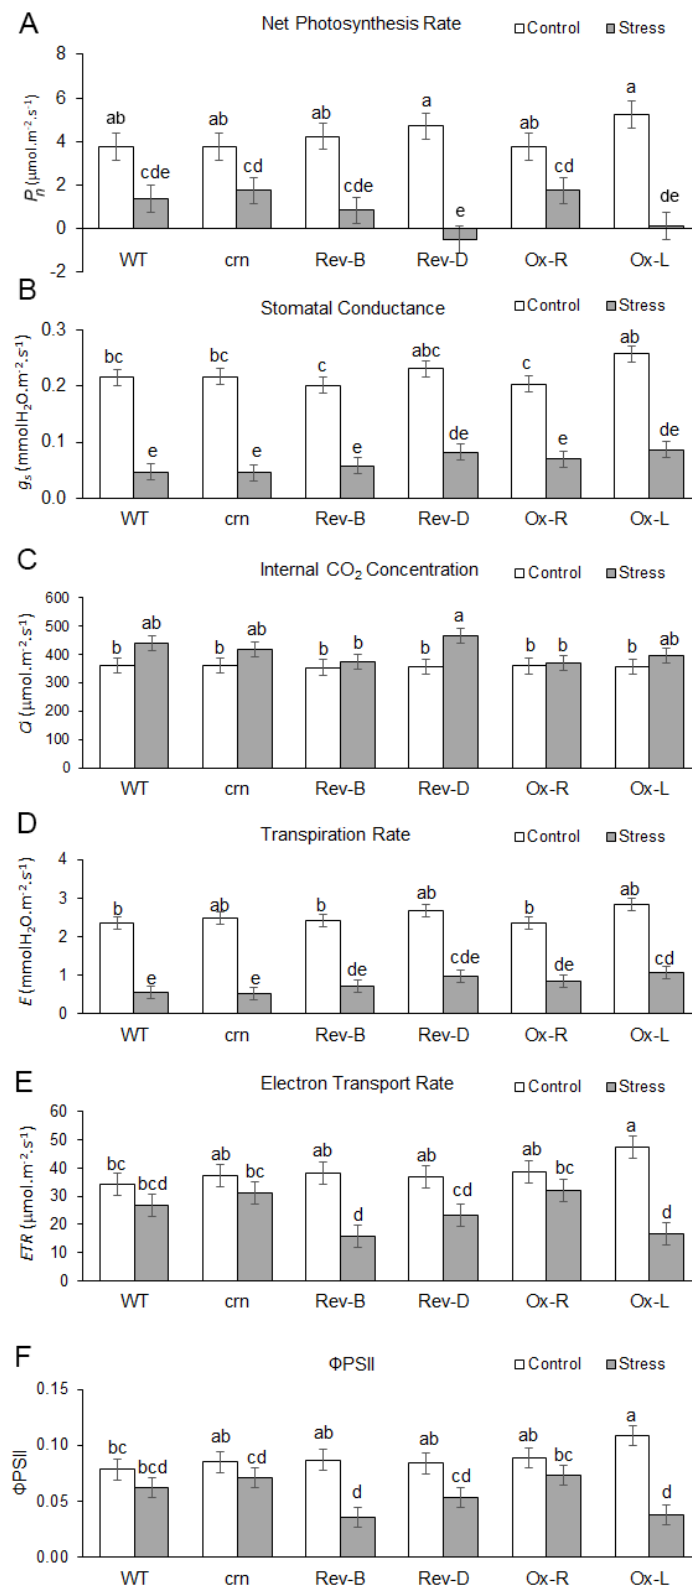 A
Net Photosynthesis Rate
Control
Stress
Pn (μmol.m⁻².s⁻¹)
8
6
4
2
0
-2
ab
cde
ab
cd
ab
cde
a
e
ab
cd
a
de
WT
crn
Rev-B
Rev-D
Ox-R
Ox-L
B
Stomatal Conductance
Control
Stress
gs (mmolH₂O.m⁻².s⁻¹)
0.3
0.2
0.1
0.0
bc
e
bc
e
c
e
abc
de
c
e
ab
de
WT
crn
Rev-B
Rev-D
Ox-R
Ox-L
C
Internal CO₂ Concentration
Control
Stress
Ci (μmol.m⁻².s⁻¹)
600
500
400
300
200
100
0
b
ab
b
ab
b
b
b
a
b
b
b
ab
WT
crn
Rev-B
Rev-D
Ox-R
Ox-L
D
Transpiration Rate
Control
Stress
E (mmolH₂O.m⁻².s⁻¹)
4
3
2
1
0
b
e
ab
e
b
de
ab
cde
b
de
ab
cd
WT
crn
Rev-B
Rev-D
Ox-R
Ox-L
E
Electron Transport Rate
Control
Stress
ETR (μmol.m⁻².s⁻¹)
60
50
40
30
20
10
0
bc
bcd
ab
bc
ab
d
ab
cd
ab
bc
a
d
WT
crn
Rev-B
Rev-D
Ox-R
Ox-L
F
ΦPSII
Control
Stress
ΦPSII
0.15
0.10
0.05
0.00
bc
bcd
ab
cd
ab
d
ab
cd
ab
bc
a
d
WT
crn
Rev-B
Rev-D
Ox-R
Ox-L